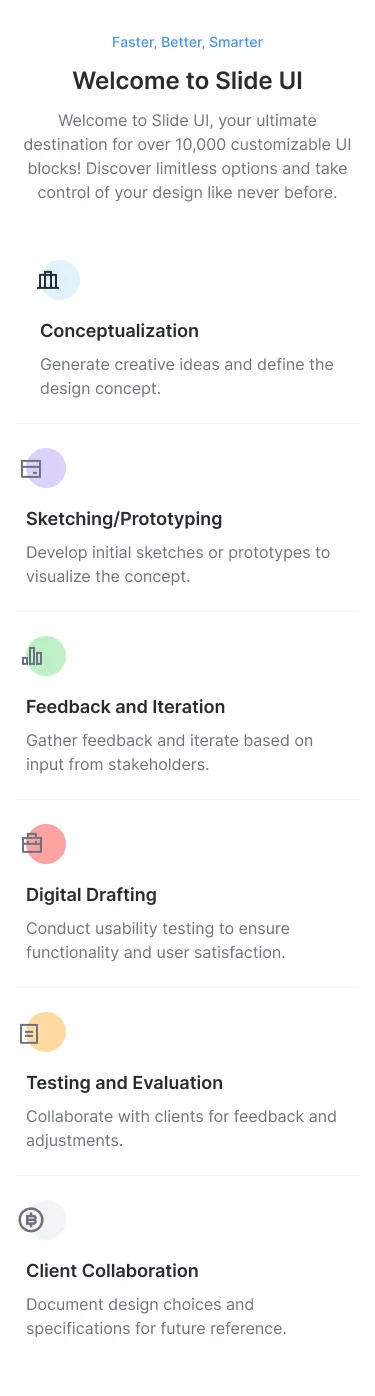 Faster, Better, Smarter
Welcome to Slide UI
Welcome to Slide UI, your ultimate
destination for over 10,000 customizable UI
blocks! Discover limitless options and take
control of your design like never before.
Conceptualization
Generate creative ideas and define the
design concept.
Sketching/Prototyping
Develop initial sketches or prototypes to
visualize the concept.
Feedback and Iteration
Gather feedback and iterate based on
input from stakeholders.
Digital Drafting
Conduct usability testing to ensure
functionality and user satisfaction.
Testing and Evaluation
Collaborate with clients for feedback and
adjustments.
Client Collaboration
Document design choices and
specifications for future reference.